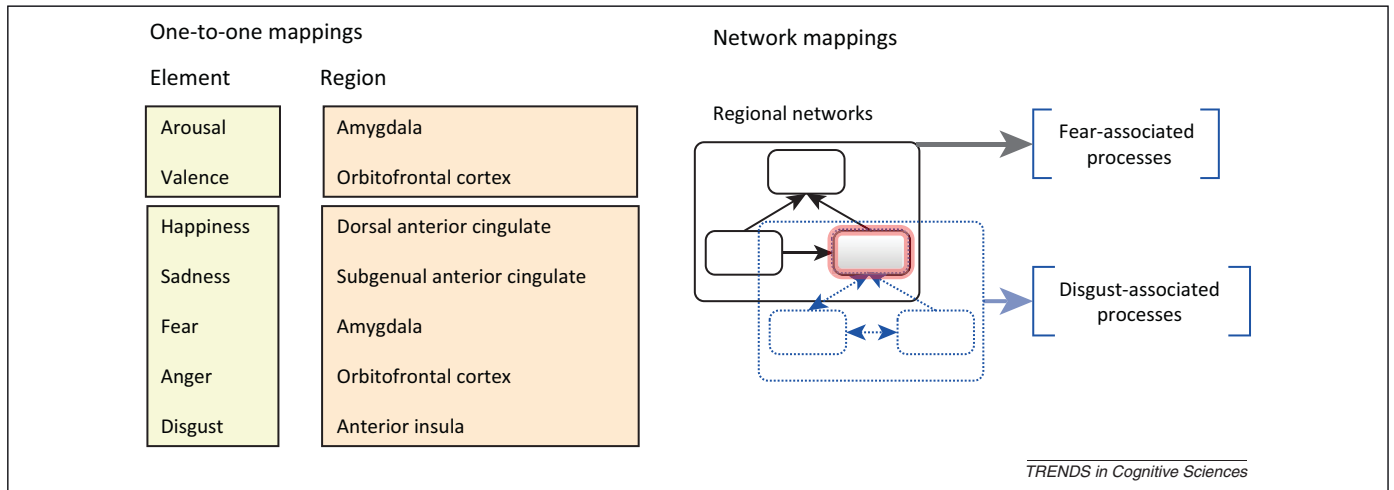 One-to-one mappings
Element Region
Arousal Amygdala
Valence Orbitofrontal cortex
Happiness Dorsal anterior cingulate
Sadness Subgenual anterior cingulate
Fear Amygdala
Anger Orbitofrontal cortex
Disgust Anterior insula
Network mappings
Regional networks
Fear-associated
processes
Disgust-associated
processes
TRENDS in Cognitive Sciences